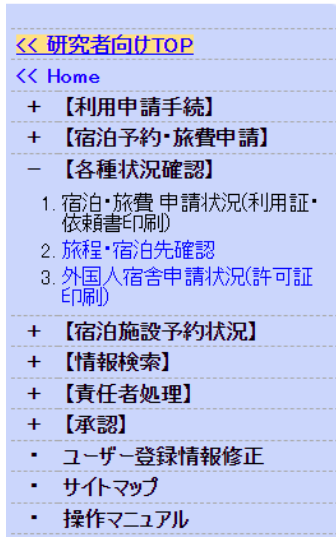 << 研究者向けTOP
<< Home
+ 【利用申請手続】
+ 【宿泊予約・旅費申請】
− 【各種状況確認】
1. 宿泊・旅費 申請状況(利用証・
依頼書印刷)
2. 旅程・宿泊先確認
3. 外国人宿舎申請状況(許可証
印刷)
+ 【宿泊施設予約状況】
+ 【情報検索】
+ 【責任者処理】
+ 【承認】
・ ユーザー登録情報修正
・ サイトマップ
・ 操作マニュアル